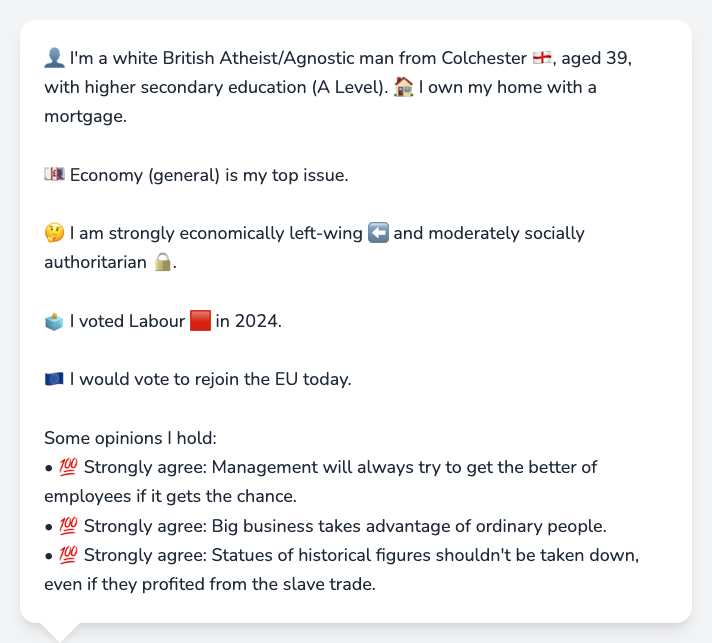 👤 I'm a white British Atheist/Agnostic man from Colchester 🏴󠁧󠁢󠁥󠁮󠁧󠁿, aged 39,
with higher secondary education (A Level). 🏠 I own my home with a
mortgage.
💷 Economy (general) is my top issue.
🤔 I am strongly economically left-wing ⬅️ and moderately socially
authoritarian 🔒.
🗳️ I voted Labour 🟥 in 2024.
🇪🇺 I would vote to rejoin the EU today.
Some opinions I hold:
• 💯 Strongly agree: Management will always try to get the better of
employees if it gets the chance.
• 💯 Strongly agree: Big business takes advantage of ordinary people.
• 💯 Strongly agree: Statues of historical figures shouldn't be taken down,
even if they profited from the slave trade.